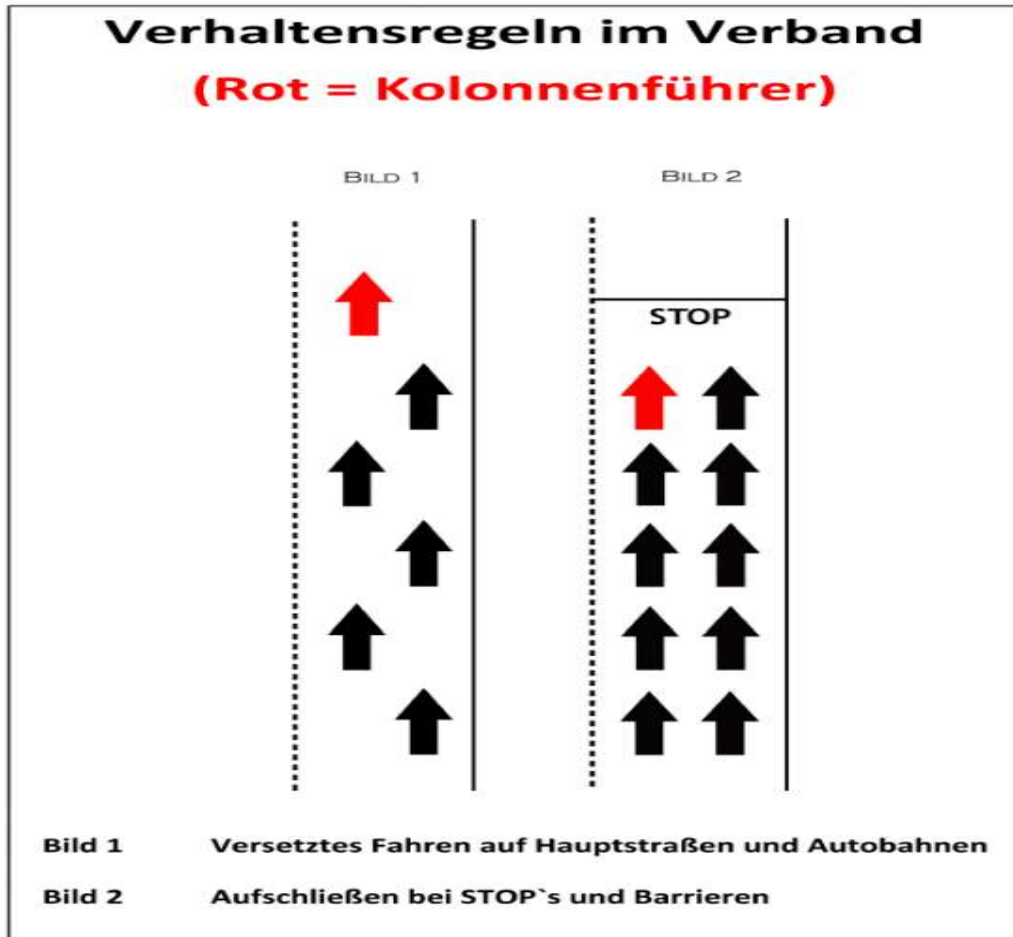 Verhaltensregeln im Verband
(Rot = Kolonnenführer)
BILD 1
BILD 2
STOP
Bild 1 Versetztes Fahren auf Hauptstraßen und Autobahnen
Bild 2 Aufschließen bei STOP`s und Barrieren